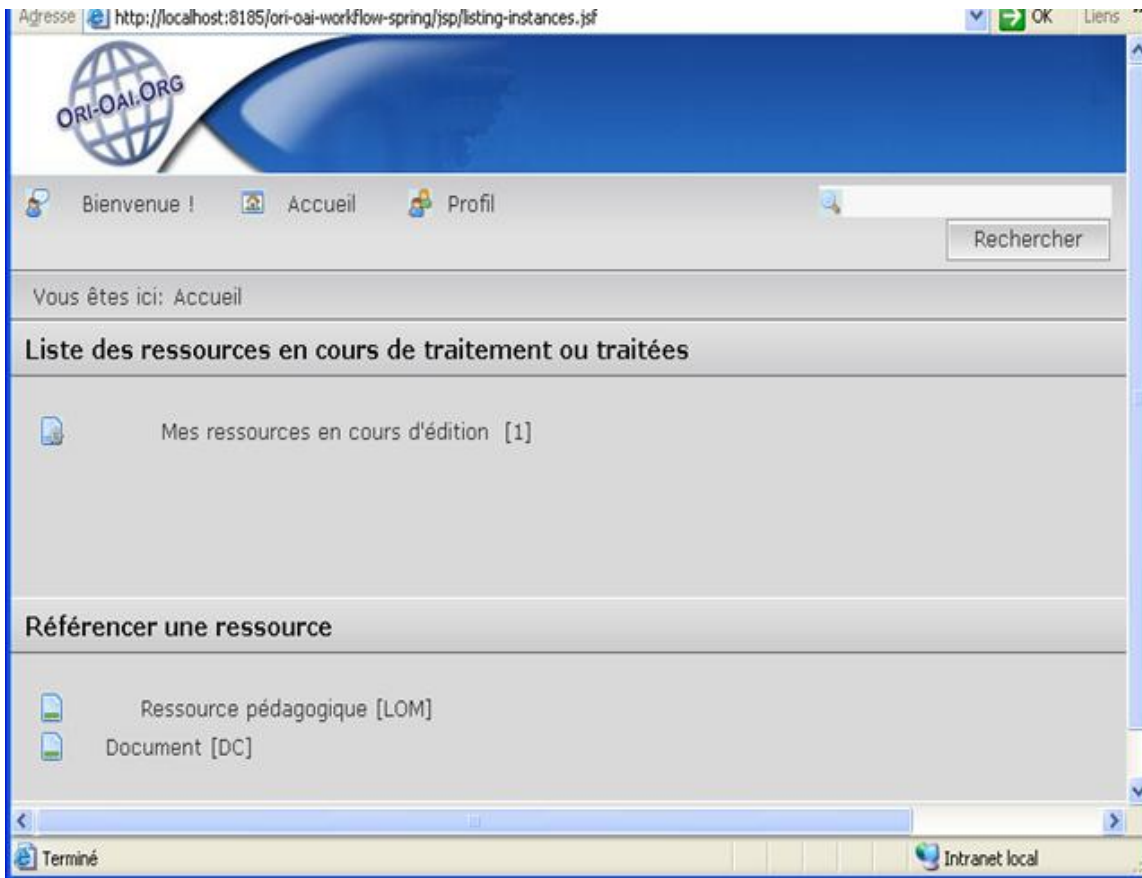 Adresse http://localhost:8185/ori-oai-workflow-spring/jsp/listing-instances.jsf OK Liens
ORI-OAI.ORG
Bienvenue ! Accueil Profil
Rechercher
Vous êtes ici: Accueil
Liste des ressources en cours de traitement ou traitées
Mes ressources en cours d'édition [1]
Référencer une ressource
Ressource pédagogique [LOM]
Document [DC]
Terminé Intranet local